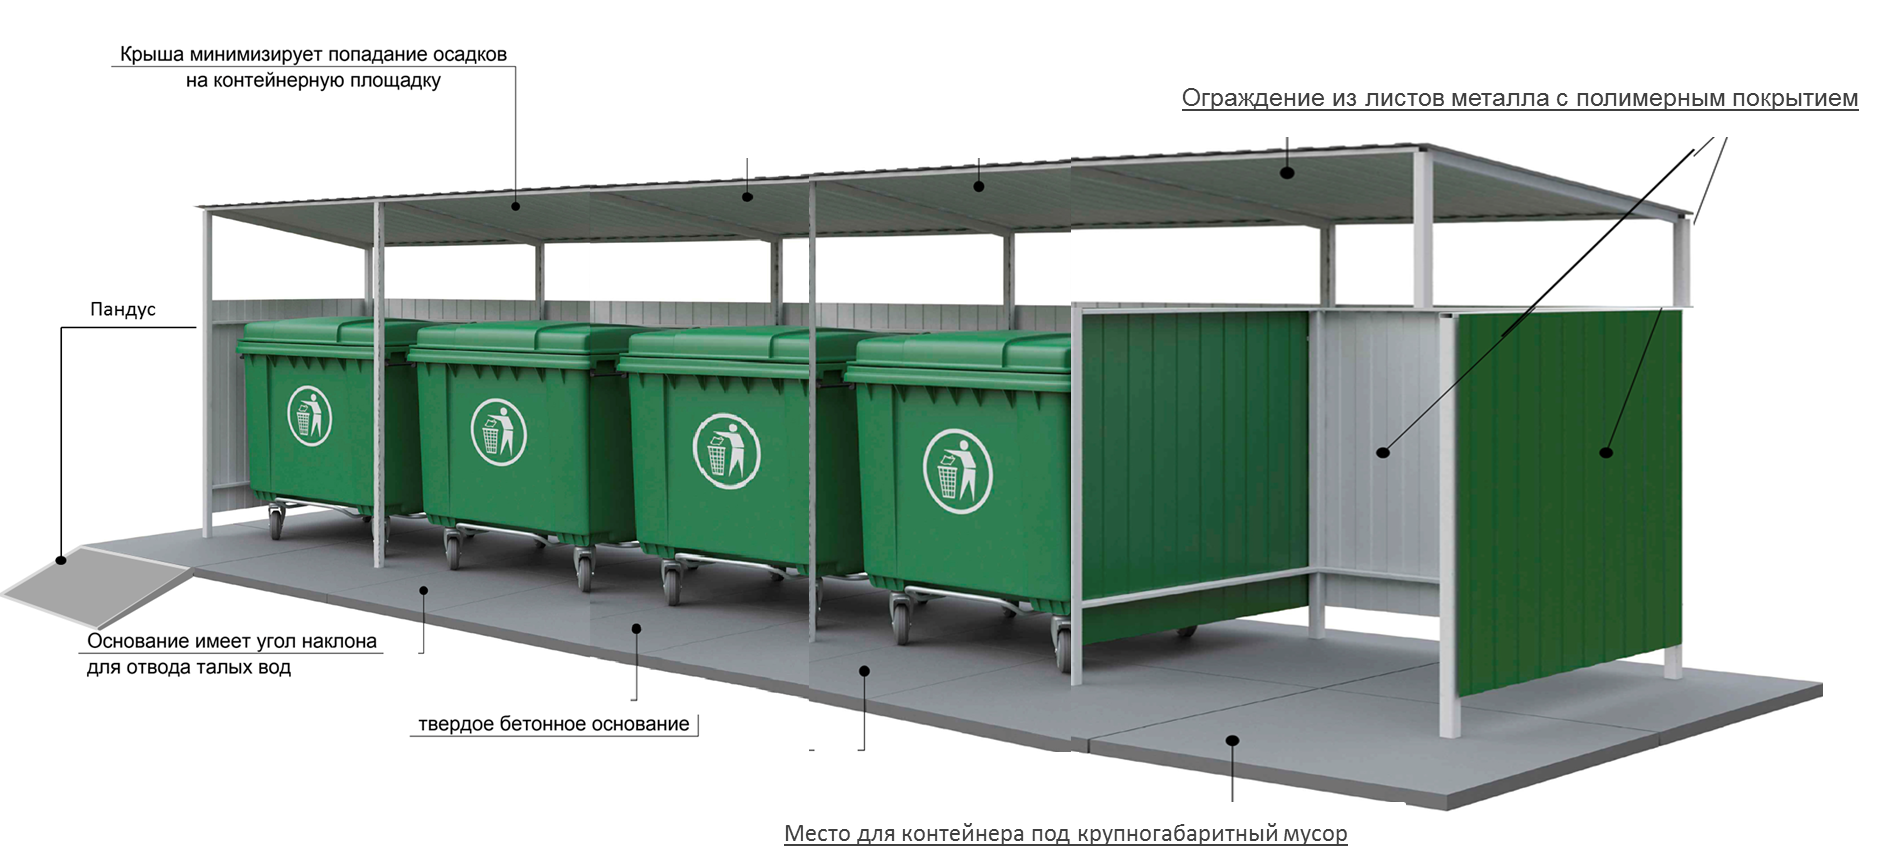 Крыша минимизирует попадание осадков
на контейнерную площадку
Ограждение из листов металла с полимерным покрытием
Пандус
Основание имеет угол наклона
для отвода талых вод
твердое бетонное основание
Место для контейнера под крупногабаритный мусор